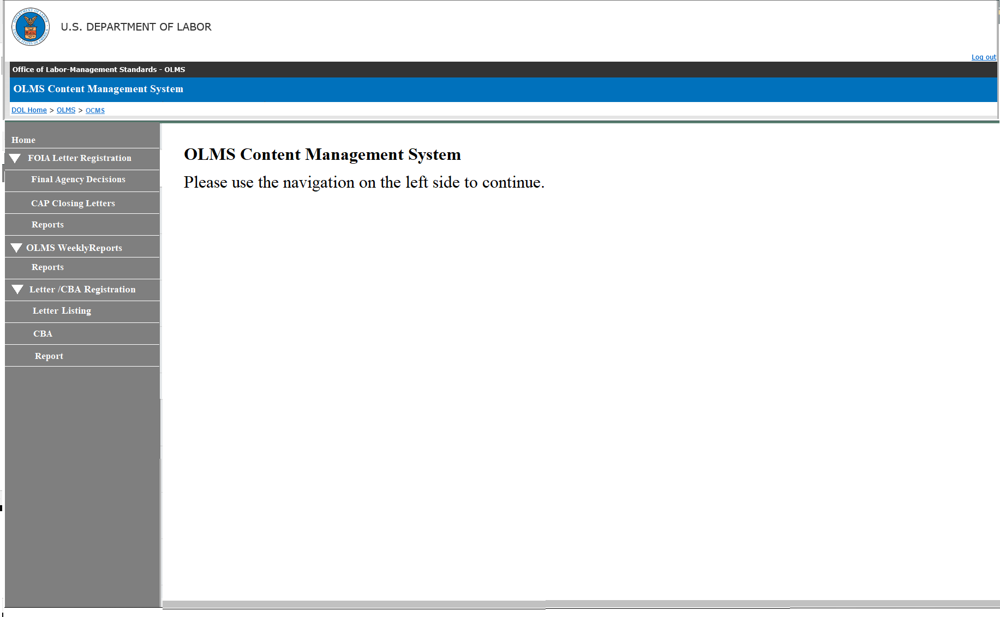 U.S. DEPARTMENT OF LABOR
Log out
Office of Labor-Management Standards - OLMS
OLMS Content Management System
DOL Home > OLMS > OCMS
Home
FOIA Letter Registration
Final Agency Decisions
CAP Closing Letters
Reports
OLMS WeeklyReports
Reports
Letter /CBA Registration
Letter Listing
CBA
Report
OLMS Content Management System
Please use the navigation on the left side to continue.